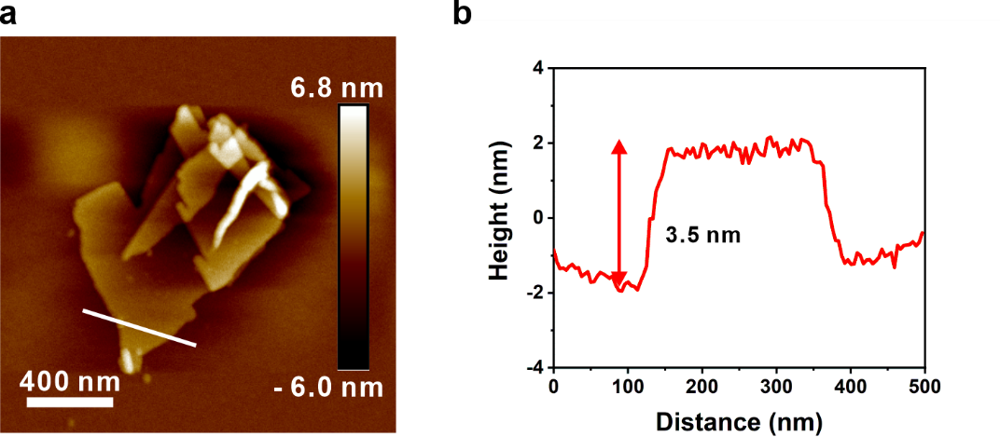 a
6.8 nm
400 nm
- 6.0 nm
b
Height (nm)
4
2
0
-2
-4
3.5 nm
0 100 200 300 400 500
Distance (nm)